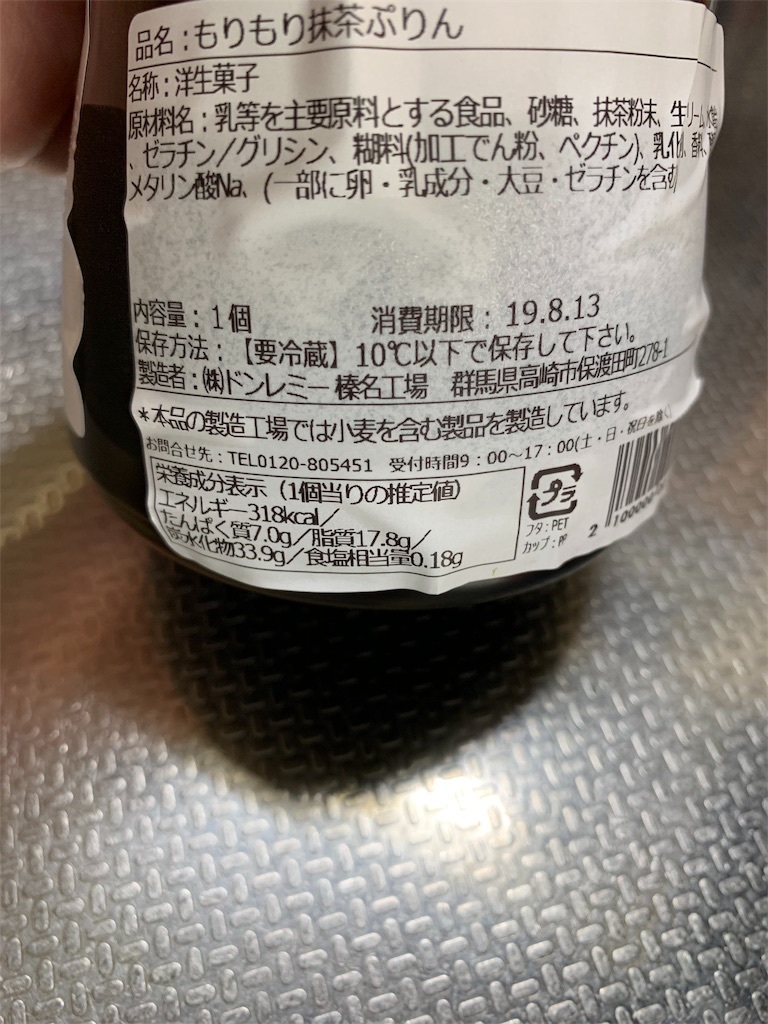 品名：もりもり抹茶ぷりん
名称：洋生菓子
原材料名：乳等を主要原料とする食品、砂糖、抹茶粉末、
、ゼラチン／グリシン、糊料(加工でん粉、ペクチン)、
メタリン酸Na、(一部に卵・乳成分・大豆・ゼラチンを含む)
内容量：1個　消費期限：19.8.13
保存方法：【要冷蔵】10℃以下で保存して下さい。
製造者：㈱ドンレミー 榛名工場　群馬県高崎市保渡田町278-1
＊本品の製造工場では小麦を含む製品を製造しています。
お問合せ先：TEL0120-805451　受付時間9：00～17：00(土・日・祝日を除く)
栄養成分表示（1個当りの推定値）
エネルギー318kcal／
たんぱく質7.0g／脂質17.8g／
炭水化物33.9g／食塩相当量0.18g
プラ
フタ：PET
カップ：PP